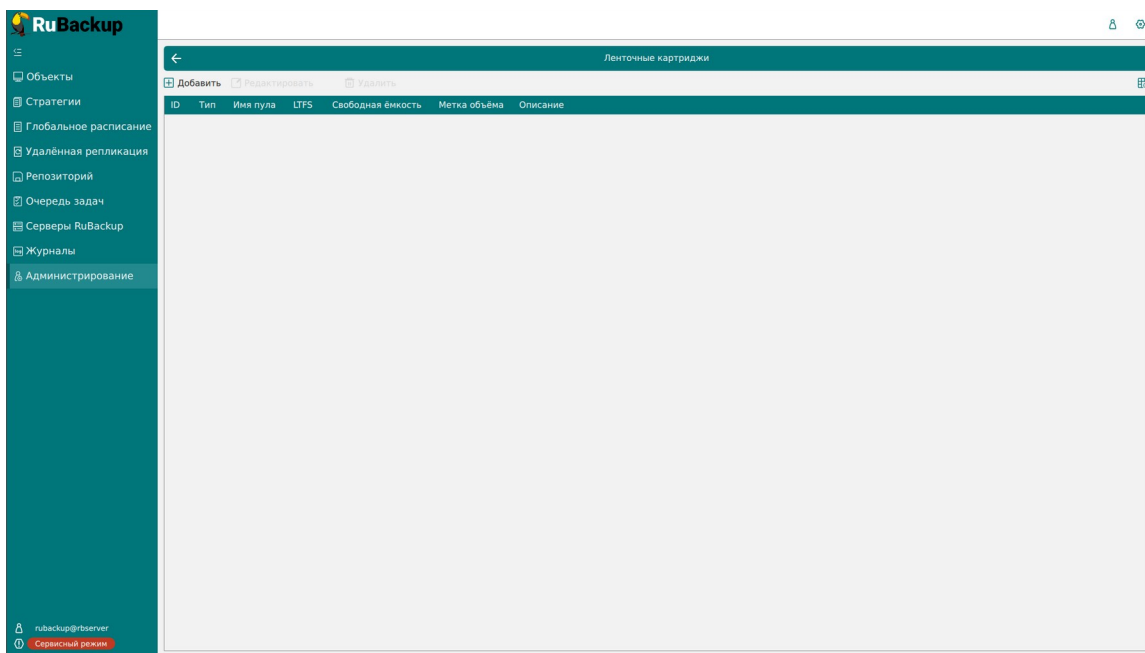 RuBackup
Ленточные картриджи
Объекты
Стратегии
Глобальное расписание
Удалённая репликация
Репозиторий
Очередь задач
Серверы RuBackup
Журналы
Администрирование
Добавить Редактировать Удалить
ID Тип Имя пула LTFS Свободная ёмкость Метка объёма Описание
rubackup@rbserver
Сервисный режим